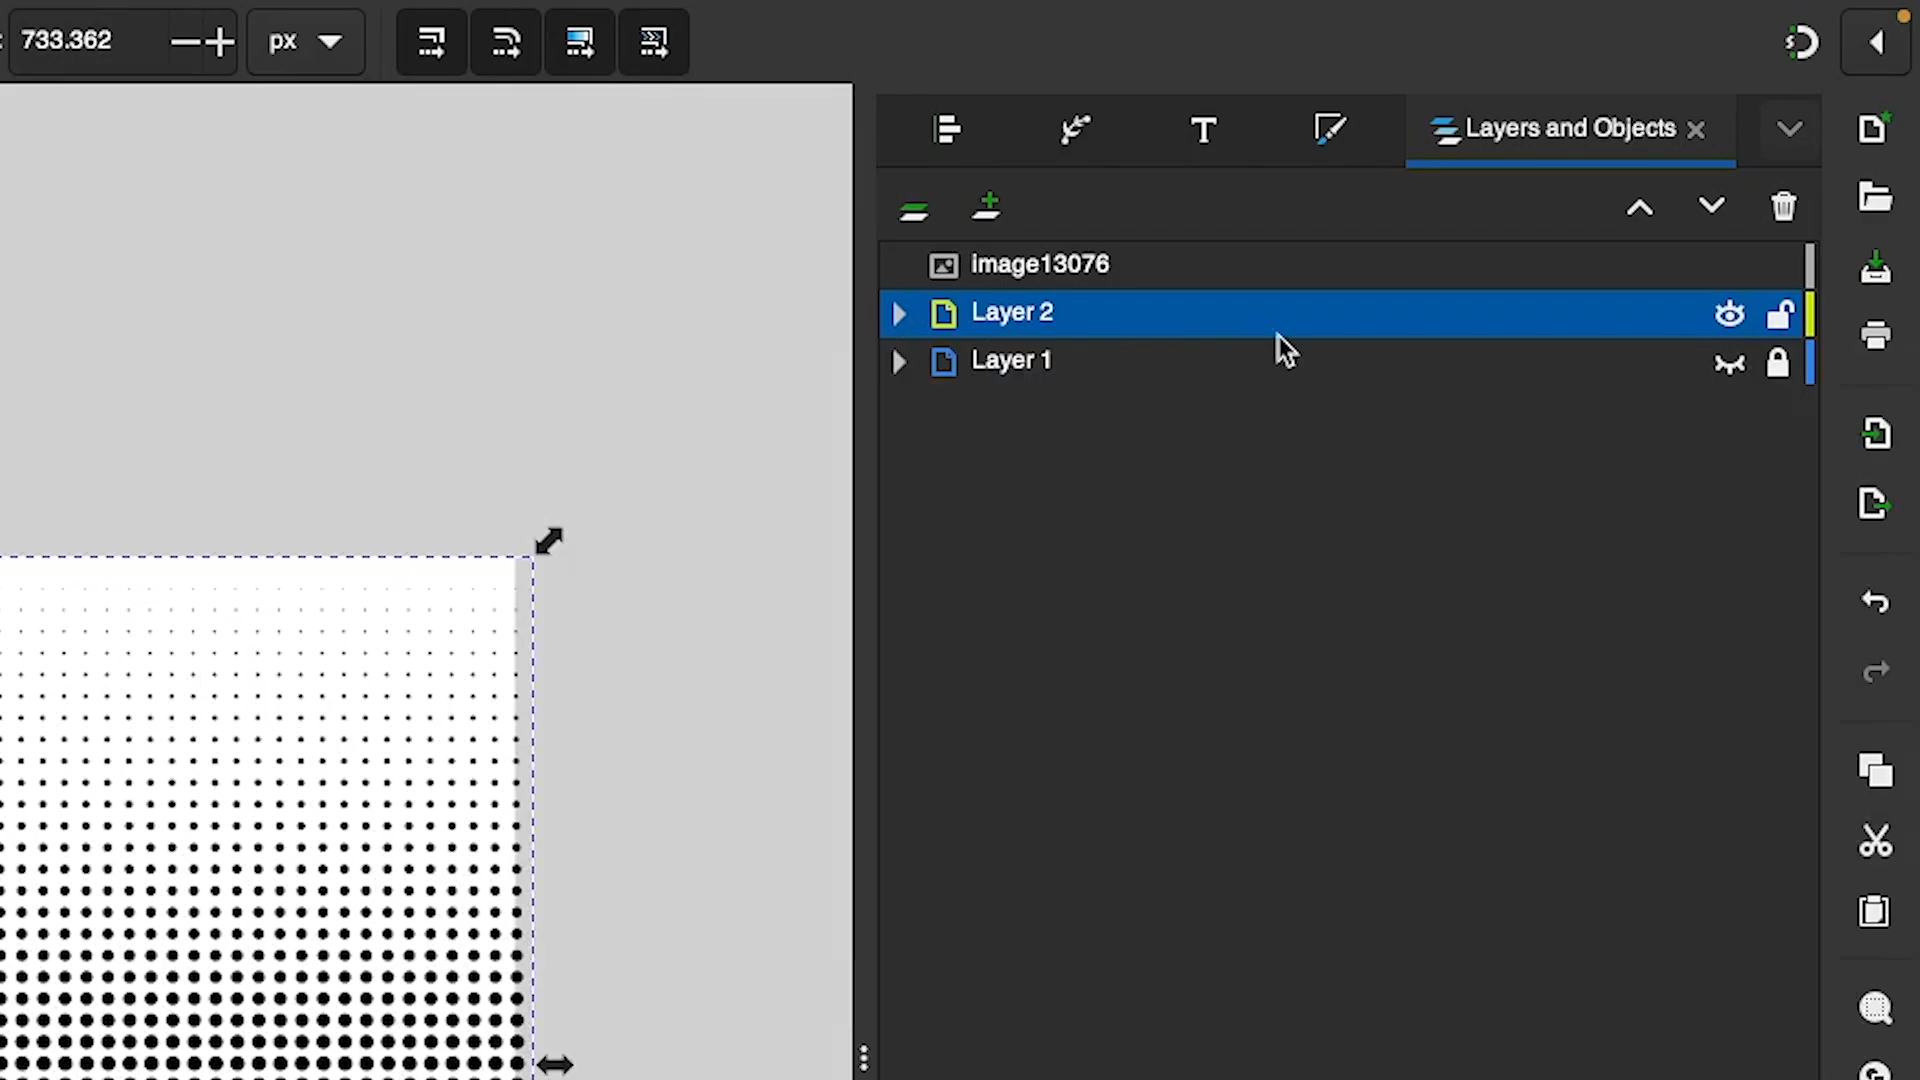 : 733.362
px
Layers and Objects
image13076
Layer 2
Layer 1